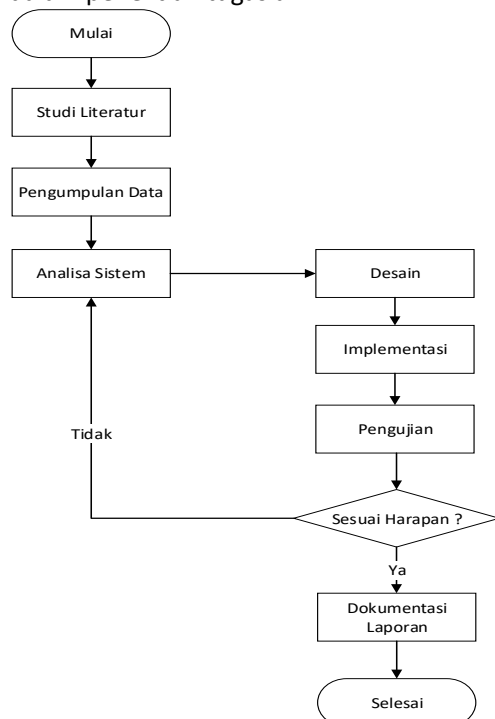 Mulai
Studi Literatur
Pengumpulan Data
Analisa Sistem
Desain
Implementasi
Pengujian
Sesuai Harapan ?
Tidak
Ya
Dokumentasi
Laporan
Selesai